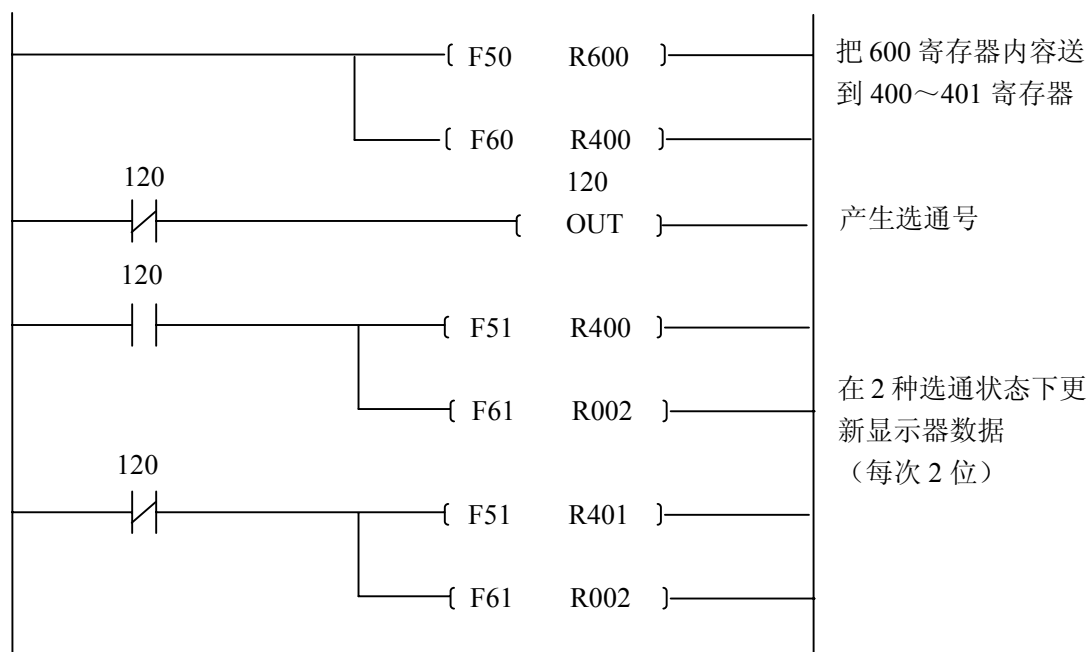 F50 R600 把 600 寄存器内容送
到 400～401 寄存器
F60 R400
120 120
OUT 产生选通号
120
F51 R400
在 2 种选通状态下更
F61 R002
新显示器数据
120 （每次 2 位）
F51 R401
F61 R002